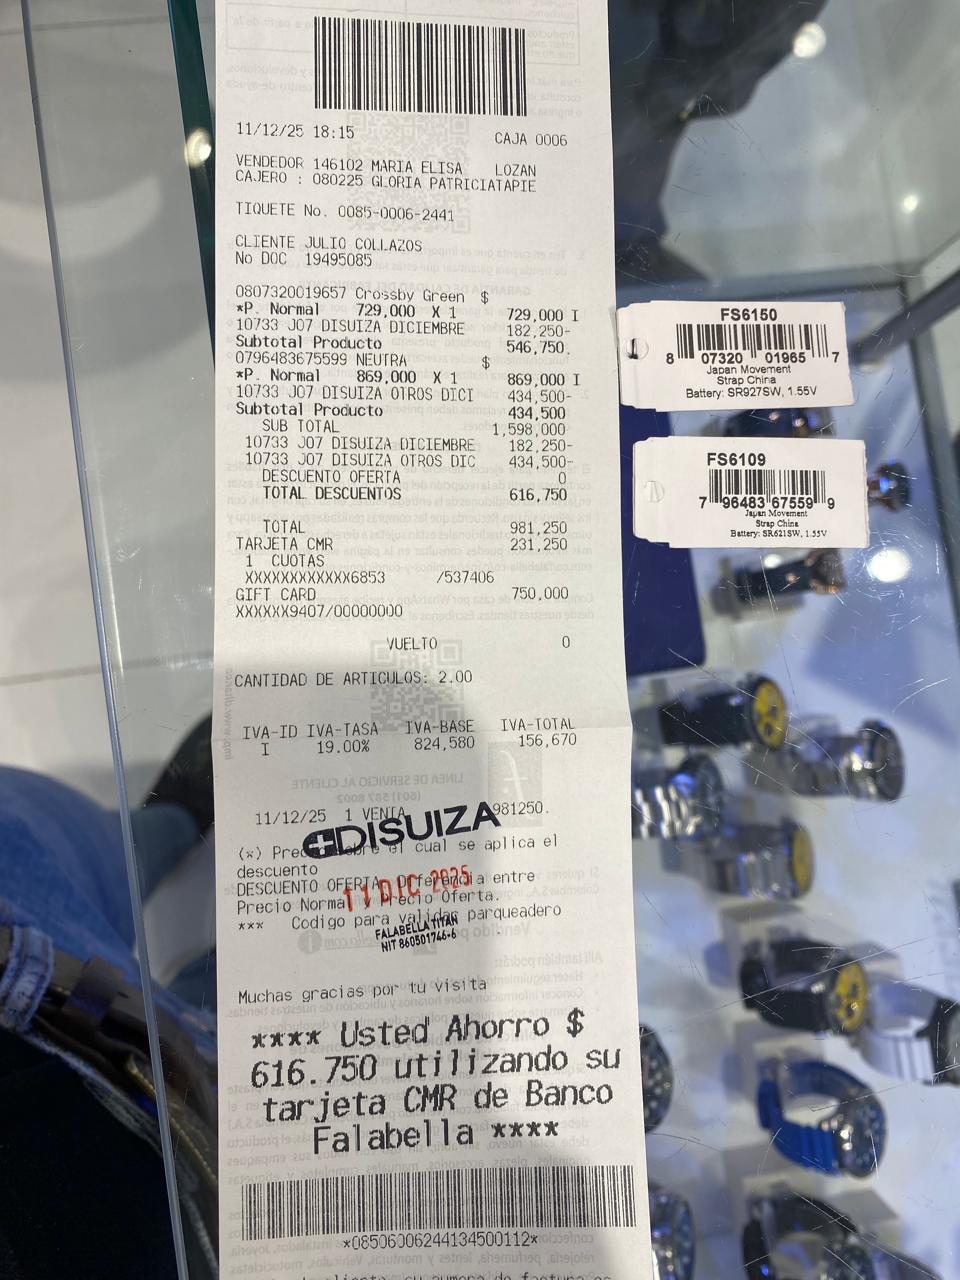 11/12/25 18:15 CAJA 0006
VENDEDOR 146102 MARIA ELISA LOZAN
CAJERO : 080225 GLORIA PATRICIATAPIE
TIQUETE No. 0085-0006-2441
CLIENTE JULIO COLLAZOS
No DOC 19495085
0807320019657 Crossby Green $
*P. Normal 729,000 X 1 729,000 I
10733 J07 DISUIZA DICIEMBRE 182,250-
Subtotal Producto 546,750
0796483675599 NEUTRA $
*P. Normal 869,000 X 1 869,000 I
10733 J07 DISUIZA OTROS DICI 434,500-
Subtotal Producto 434,500
SUB TOTAL 1,598,000
10733 J07 DISUIZA DICIEMBRE 182,250-
10733 J07 DISUIZA OTROS DIC 434,500-
DESCUENTO OFERTA 0
TOTAL DESCUENTOS 616,750
TOTAL 981,250
TARJETA CMR 231,250
1 CUOTAS
XXXXXXXXXXXX6853 /537406
GIFT CARD 750,000
XXXXXX9407/00000000
VUELTO 0
CANTIDAD DE ARTICULOS: 2.00
IVA-ID IVA-TASA IVA-BASE IVA-TOTAL
I 19.00% 824,580 156,670
11/12/25 1 VENTA 981250.
DISUIZA
(*) Precio sobre el cual se aplica el
descuento
DESCUENTO OFERTA Diferencia entre
Precio Normal Precio Oferta.
11 DIC 2025
*** Codigo para validar parqueadero
FALABELLA TITAN
NIT 860501746-6
Muchas gracias por tu visita
**** Usted Ahorro $
616.750 utilizando su
tarjeta CMR de Banco
Falabella ****
*08506006244134500112*
FS6150
8 07320 01965 7
Japan Movement
Strap China
Battery: SR927SW, 1.55V
FS6109
7 96483 67559 9
Japan Movement
Strap China
Battery: SR621SW, 1.55V